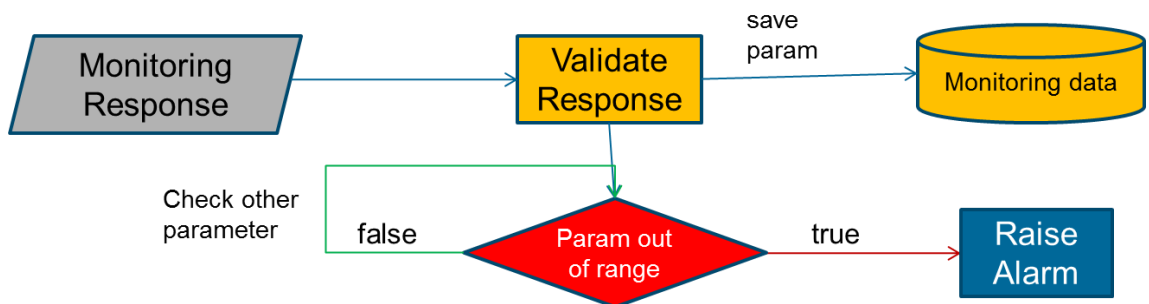 Monitoring
Response
Validate
Response
save
param
Monitoring data
Check other
parameter
false
Param out
of range
true
Raise
Alarm